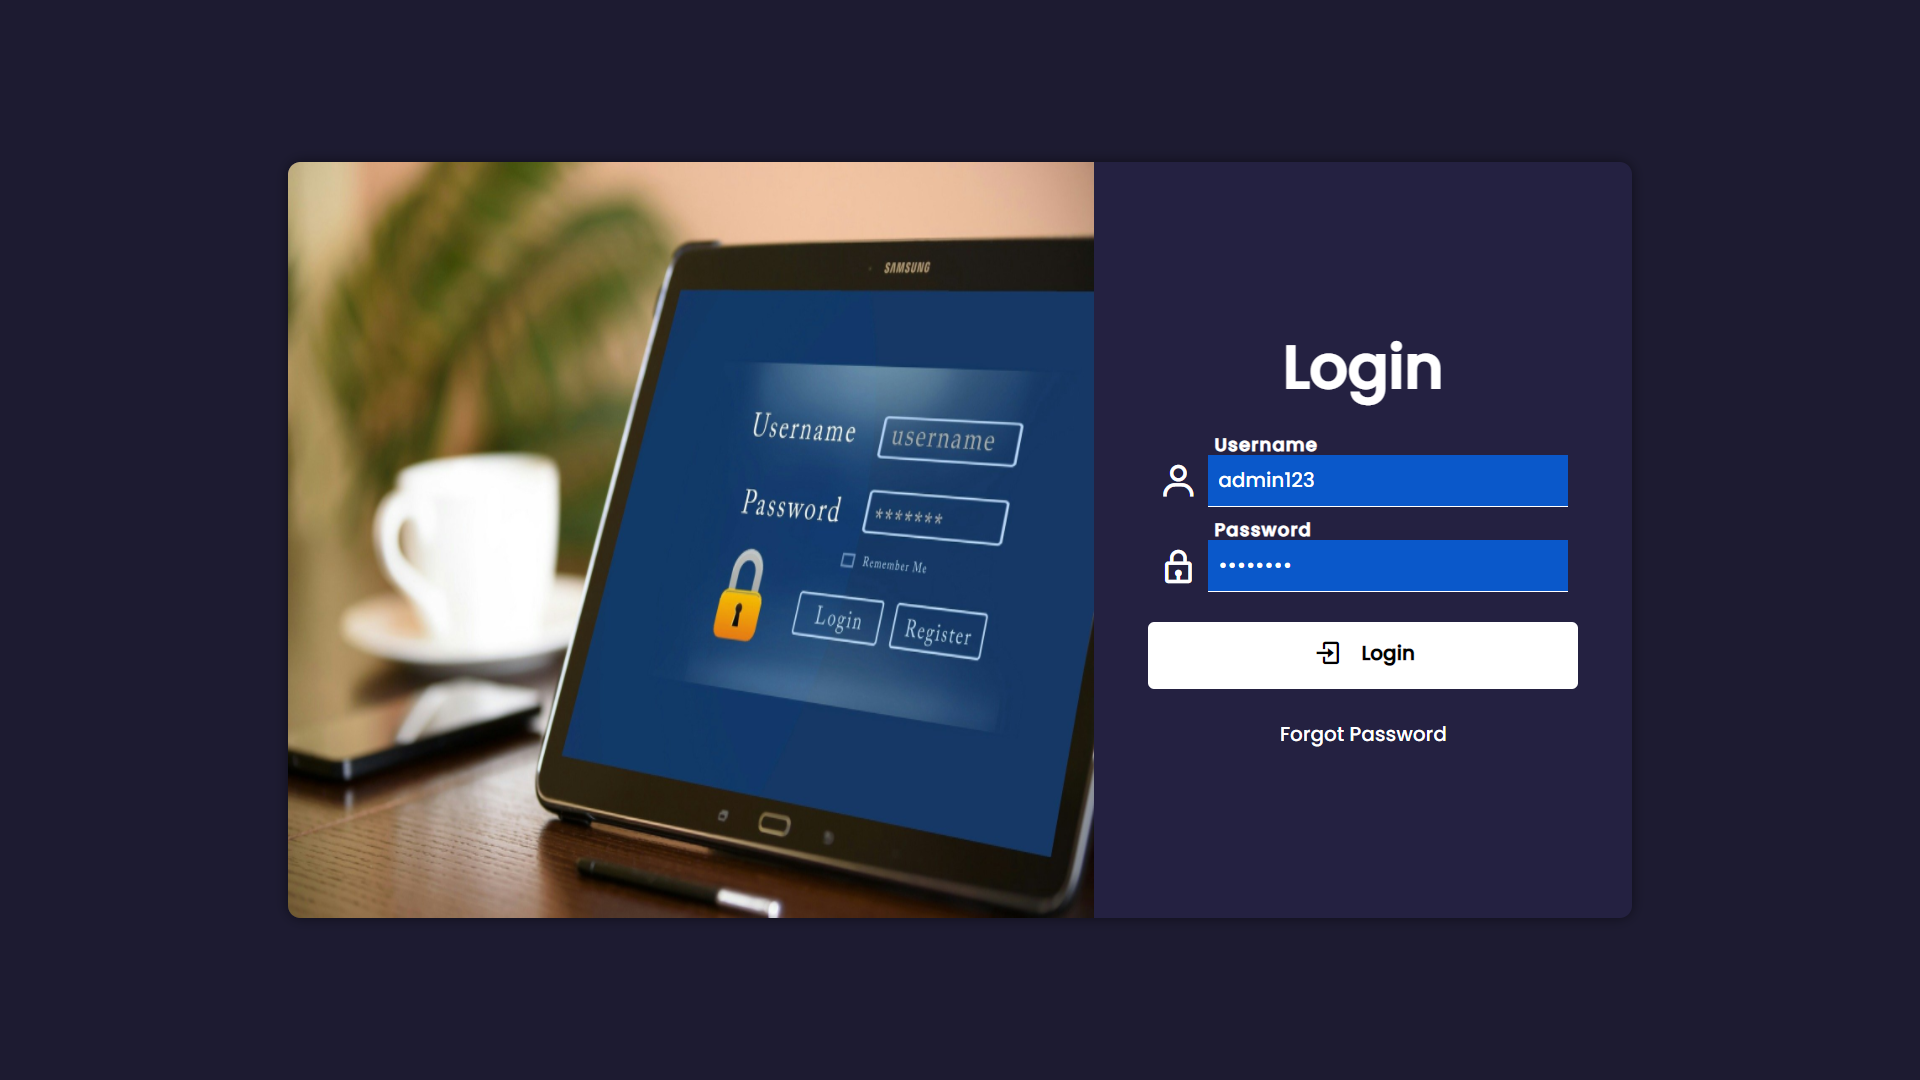 SAMSUNG
Username username
Password *******
Remember Me
Login Register
Login
Username
admin123
Password
••••••••
Login
Forgot Password